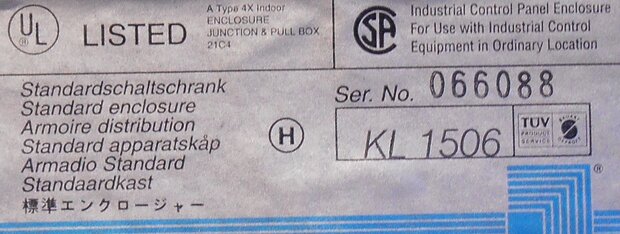 UL
LISTED
A Type 4X Indoor
ENCLOSURE
JUNCTION & PULL BOX
21C4
SA
Industrial Control Panel Enclosure
For Use with Industrial Control
Equipment in Ordinary Location
Standardschaltschrank
Standard enclosure
Armoire distribution
Standard apparatskåp
Armadio Standard
Standaardkast
標準エンクロージャー
H
Ser. No. 066088
KL 1506
TUV
PRODUCT
SERVICE
®